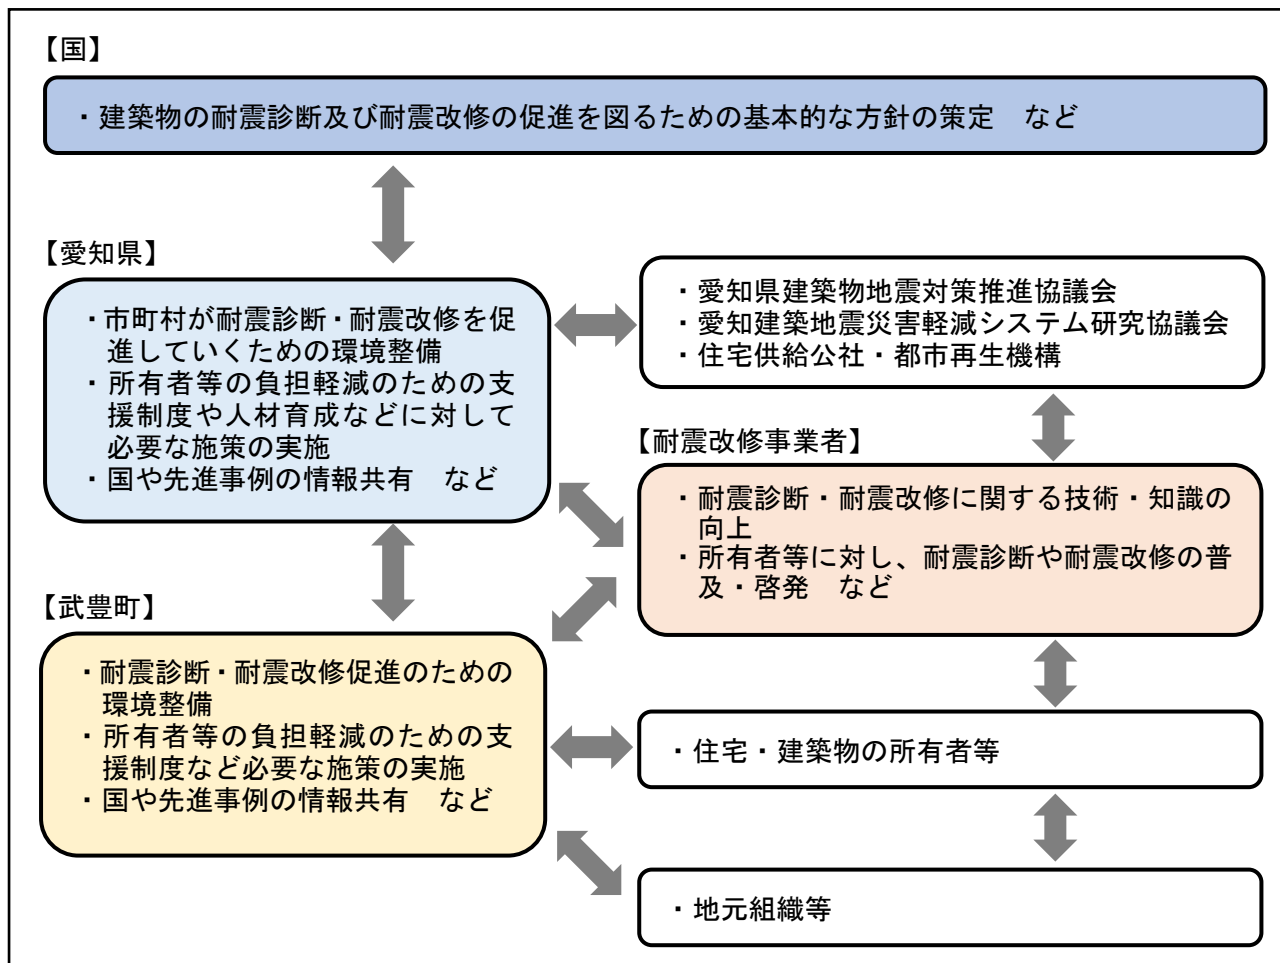 【国】
・建築物の耐震診断及び耐震改修の促進を図るための基本的な方針の策定　など
【愛知県】
・市町村が耐震診断・耐震改修を促
進していくための環境整備
・所有者等の負担軽減のための支
援制度や人材育成などに対して
必要な施策の実施
・国や先進事例の情報共有　など
・愛知県建築物地震対策推進協議会
・愛知建築地震災害軽減システム研究協議会
・住宅供給公社・都市再生機構
【耐震改修事業者】
・耐震診断・耐震改修に関する技術・知識の
向上
・所有者等に対し、耐震診断や耐震改修の普
及・啓発　など
【武豊町】
・耐震診断・耐震改修促進のための
環境整備
・所有者等の負担軽減のための支
援制度など必要な施策の実施
・国や先進事例の情報共有　など
・住宅・建築物の所有者等
・地元組織等